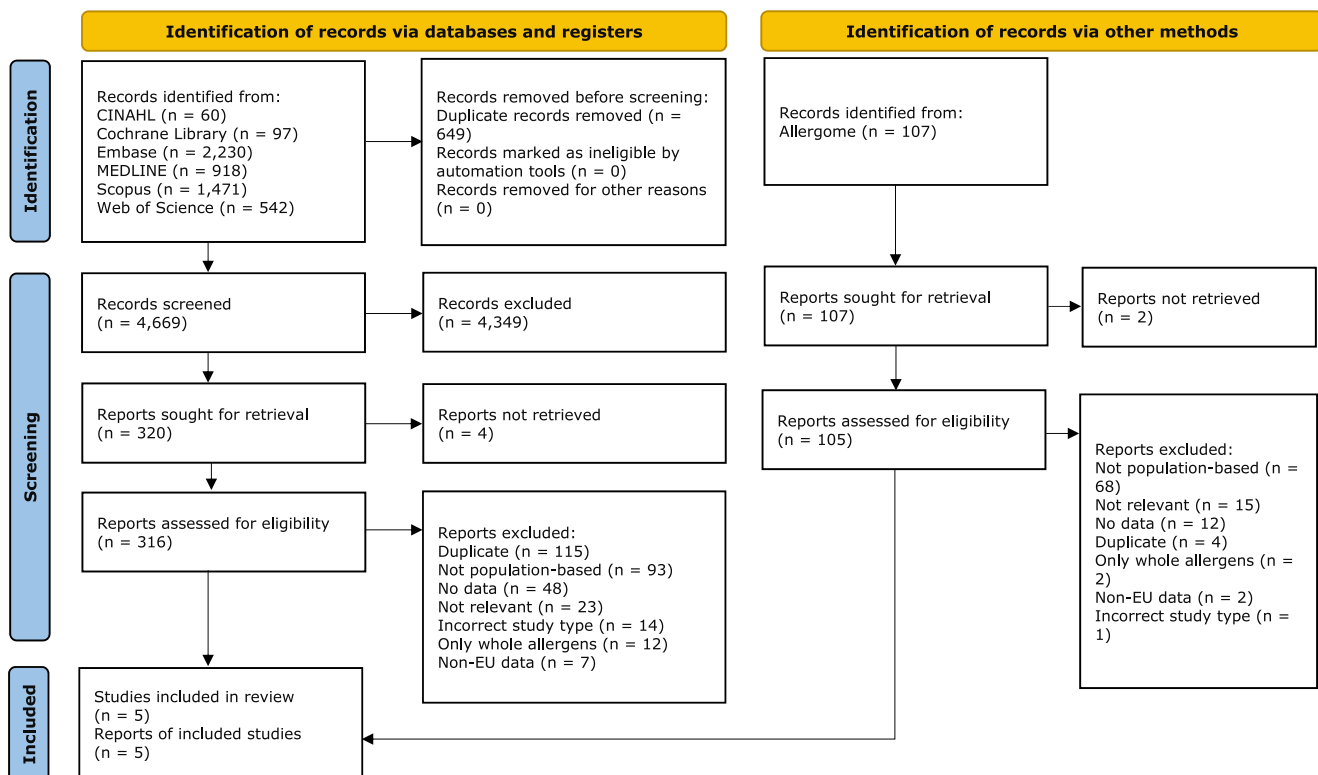 Identification of records via databases and registers
Identification of records via other methods
Identification
Records identified from:
CINAHL (n = 60)
Cochrane Library (n = 97)
Embase (n = 2,230)
MEDLINE (n = 918)
Scopus (n = 1,471)
Web of Science (n = 542)
Records removed before screening:
Duplicate records removed (n =
649)
Records marked as ineligible by
automation tools (n = 0)
Records removed for other reasons
(n = 0)
Records identified from:
Allergome (n = 107)
Screening
Records screened
(n = 4,669)
Records excluded
(n = 4,349)
Reports sought for retrieval
(n = 107)
Reports not retrieved
(n = 2)
Reports sought for retrieval
(n = 320)
Reports not retrieved
(n = 4)
Reports assessed for eligibility
(n = 105)
Reports excluded:
Not population-based (n =
68)
Not relevant (n = 15)
No data (n = 12)
Duplicate (n = 4)
Only whole allergens (n =
2)
Non-EU data (n = 2)
Incorrect study type (n =
1)
Reports assessed for eligibility
(n = 316)
Reports excluded:
Duplicate (n = 115)
Not population-based (n = 93)
No data (n = 48)
Not relevant (n = 23)
Incorrect study type (n = 14)
Only whole allergens (n = 12)
Non-EU data (n = 7)
Included
Studies included in review
(n = 5)
Reports of included studies
(n = 5)